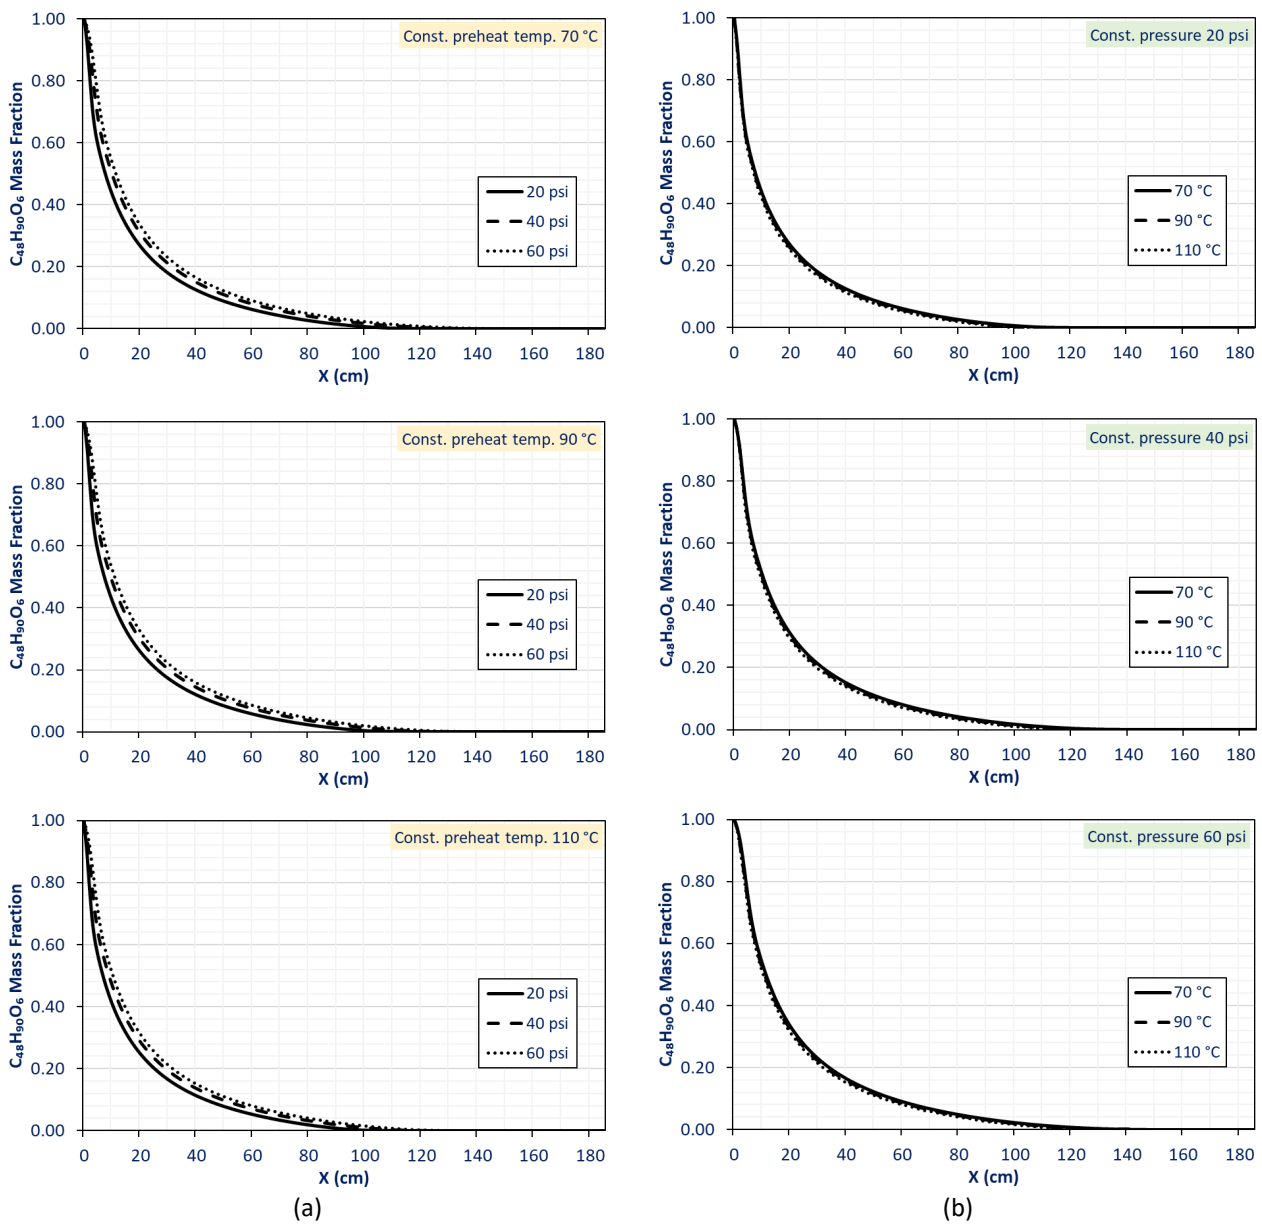 Const. preheat temp. 70 °C
C₄₈H₉₀O₆ Mass Fraction
1.00
0.80
0.60
0.40
0.20
0.00
20 psi
40 psi
60 psi
0 20 40 60 80 100 120 140 160 180
X (cm)
Const. pressure 20 psi
C₄₈H₉₀O₆ Mass Fraction
1.00
0.80
0.60
0.40
0.20
0.00
70 °C
90 °C
110 °C
0 20 40 60 80 100 120 140 160 180
X (cm)
Const. preheat temp. 90 °C
C₄₈H₉₀O₆ Mass Fraction
1.00
0.80
0.60
0.40
0.20
0.00
20 psi
40 psi
60 psi
0 20 40 60 80 100 120 140 160 180
X (cm)
Const. pressure 40 psi
C₄₈H₉₀O₆ Mass Fraction
1.00
0.80
0.60
0.40
0.20
0.00
70 °C
90 °C
110 °C
0 20 40 60 80 100 120 140 160 180
X (cm)
Const. preheat temp. 110 °C
C₄₈H₉₀O₆ Mass Fraction
1.00
0.80
0.60
0.40
0.20
0.00
20 psi
40 psi
60 psi
0 20 40 60 80 100 120 140 160 180
X (cm)
(a)
Const. pressure 60 psi
C₄₈H₉₀O₆ Mass Fraction
1.00
0.80
0.60
0.40
0.20
0.00
70 °C
90 °C
110 °C
0 20 40 60 80 100 120 140 160 180
X (cm)
(b)